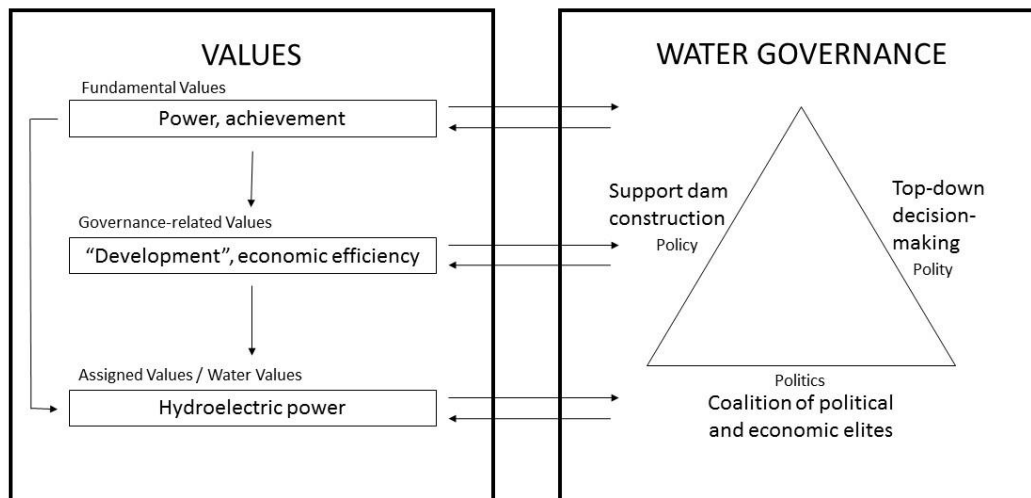 VALUES
Fundamental Values
Power, achievement
Governance-related Values
“Development”, economic efficiency
Assigned Values / Water Values
Hydroelectric power
WATER GOVERNANCE
Support dam
construction
Policy
Top-down
decision-
making
Polity
Politics
Coalition of political
and economic elites